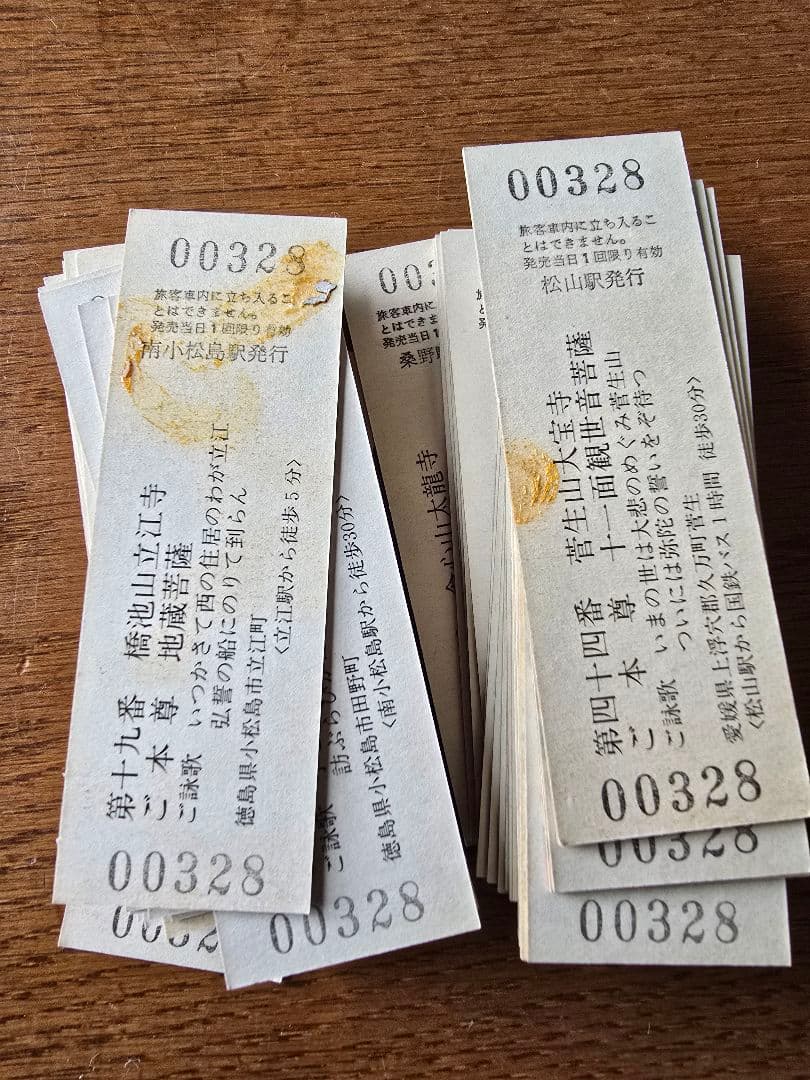 00328
旅客車内に立ち入るこ
とはできません。
発売当日1回限り有効
南小松島駅発行
第十九番 橋池山立江寺
ご本尊 地蔵菩薩
ご詠歌 いつかさて西の住居のわが立江
弘誓の船にのりて到らん
徳島県小松島市立江町
〈立江駅から徒歩5分〉
00328
ご詠歌
訪ぶらも
徳島県小松島市田野町
〈南小松島駅から徒歩30分〉
00328
003
旅客車内に
とはできま
発売当日1
桑野
山大龍寺
00328
旅客車内に立ち入るこ
とはできません。
発売当日1回限り有効
松山駅発行
第四十四番 菅生山大宝寺
ご本尊 十一面観世音菩薩
ご詠歌 いまの世は大悲のめぐみ菅生山
ついには弥陀の誓いをぞ待つ
愛媛県上浮穴郡久万町菅生
〈松山駅から国鉄バス1時間 徒歩30分〉
00328
00328
00328